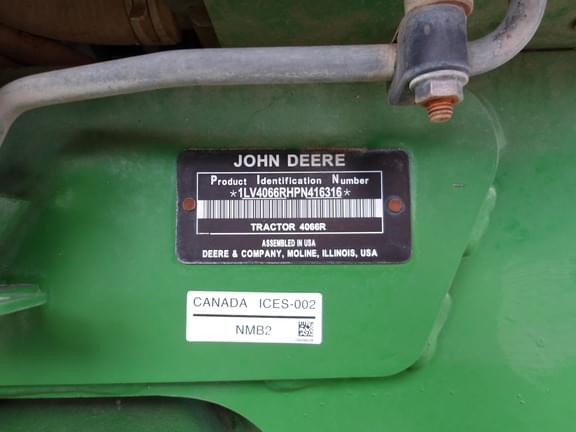 JOHN DEERE
Product Identification Number
*1LV4066RHPN416316*
TRACTOR 4066R
ASSEMBLED IN USA
DEERE & COMPANY, MOLINE, ILLINOIS, USA
CANADA ICES-002
NMB2